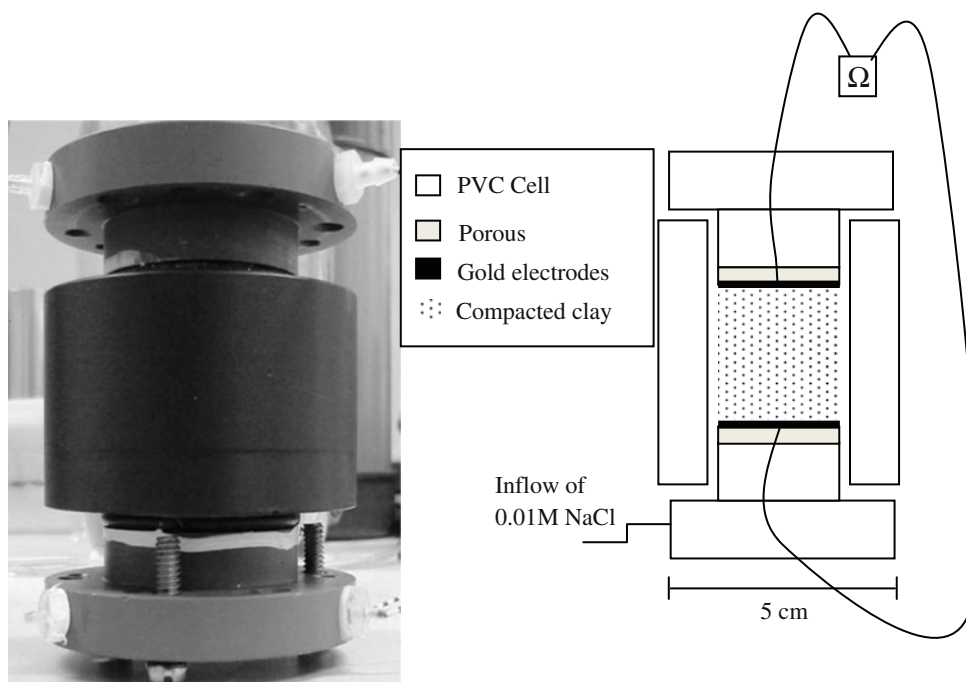 Ω
PVC Cell
Porous
Gold electrodes
Compacted clay
Inflow of
0.01M NaCl
5 cm